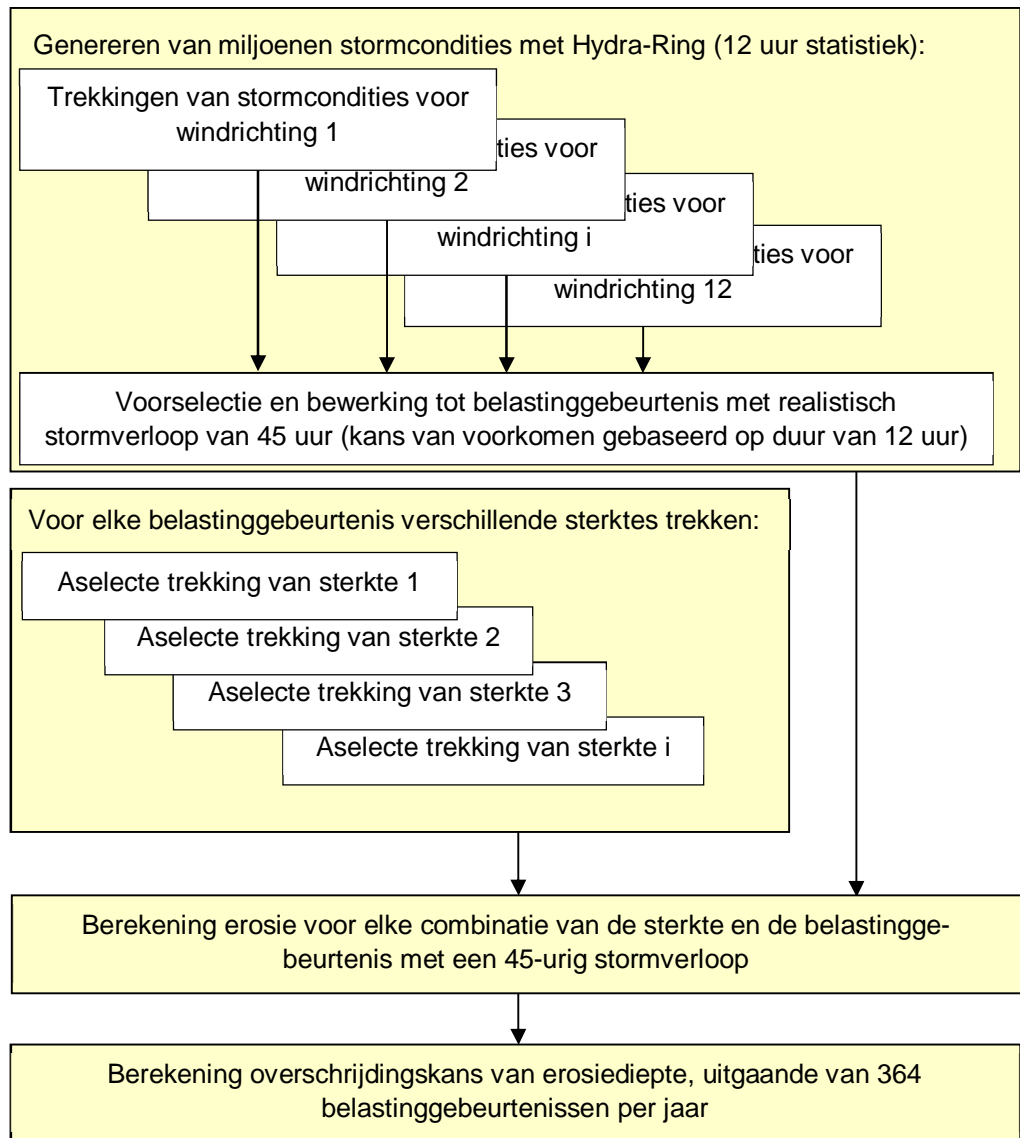 Genereren van miljoenen stormcondities met Hydra-Ring (12 uur statistiek):
Trekkingen van stormcondities voor
windrichting 1
ties voor
windrichting 2
ties voor
windrichting i
ties voor
windrichting 12
Voorselectie en bewerking tot belastinggebeurtenis met realistisch
stormverloop van 45 uur (kans van voorkomen gebaseerd op duur van 12 uur)
Voor elke belastinggebeurtenis verschillende sterktes trekken:
Aselecte trekking van sterkte 1
Aselecte trekking van sterkte 2
Aselecte trekking van sterkte 3
Aselecte trekking van sterkte i
Berekening erosie voor elke combinatie van de sterkte en de belastingge-
beurtenis met een 45-urig stormverloop
Berekening overschrijdingskans van erosiediepte, uitgaande van 364
belastinggebeurtenissen per jaar